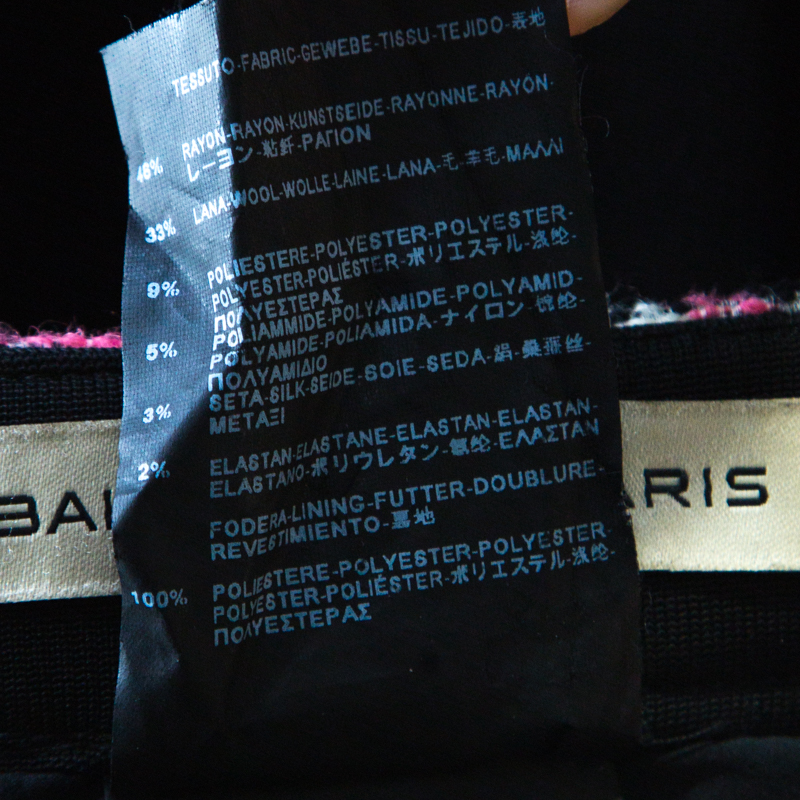 TESSUTO-FABRIC-GEWEBE-TISSU-TEJIDO-表地
48% RAYON-RAYON-KUNSTSEIDE-RAYONNE-RAYON-
レーヨン-粘釬-ΡΑΓΙΟΝ
33% LANA-WOOL-WOLLE-LAINE-LANA-毛-羊毛-ΜΑΛΛΙ
9% POLIESTERE-POLYESTER-POLYESTER-
POLYESTER-POLIÉSTER-ポリエステル-涤纶-
ΠΟΛΥΕΣΤΕΡΑΣ
5% POLIAMMIDE-POLYAMIDE-POLYAMID-
POLYAMIDE-POLIAMIDA-ナイロン-锦纶-
ΠΟΛΥΑΜΙΔΙΟ
3% SETA-SILK-SEIDE-SOIE-SEDA-絹-桑蚕丝-
ΜΕΤΑΞΙ
2% ELASTAN-ELASTANE-ELASTAN-ELASTAN-
ELASTANO-ポリウレタン-氨纶-ΕΛΑΣΤΑΝ
FODERA-LINING-FUTTER-DOUBLURE-
REVESTIMIENTO-裏地
100% POLIESTERE-POLYESTER-POLYESTER-
POLYESTER-POLIÉSTER-ポリエステル-涤纶-
ΠΟΛΥΕΣΤΕΡΑΣ
BAL ARIS